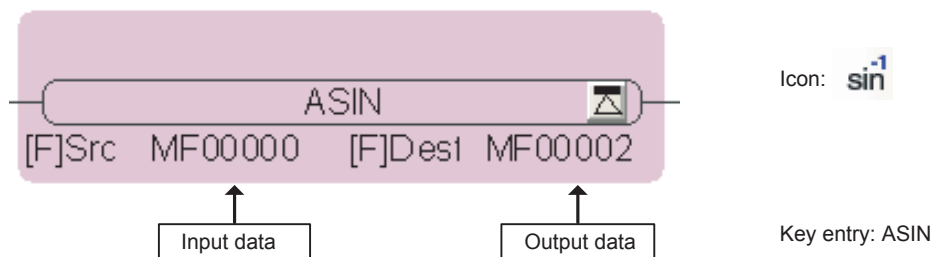 ASIN
Icon: sin-1
[F]Src MF00000 [F]Dest MF00002
Input data
Output data
Key entry: ASIN